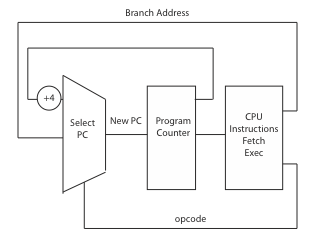 Branch Address
+4
Select
PC
New PC
Program
Counter
CPU
Instructions
Fetch
Exec
opcode